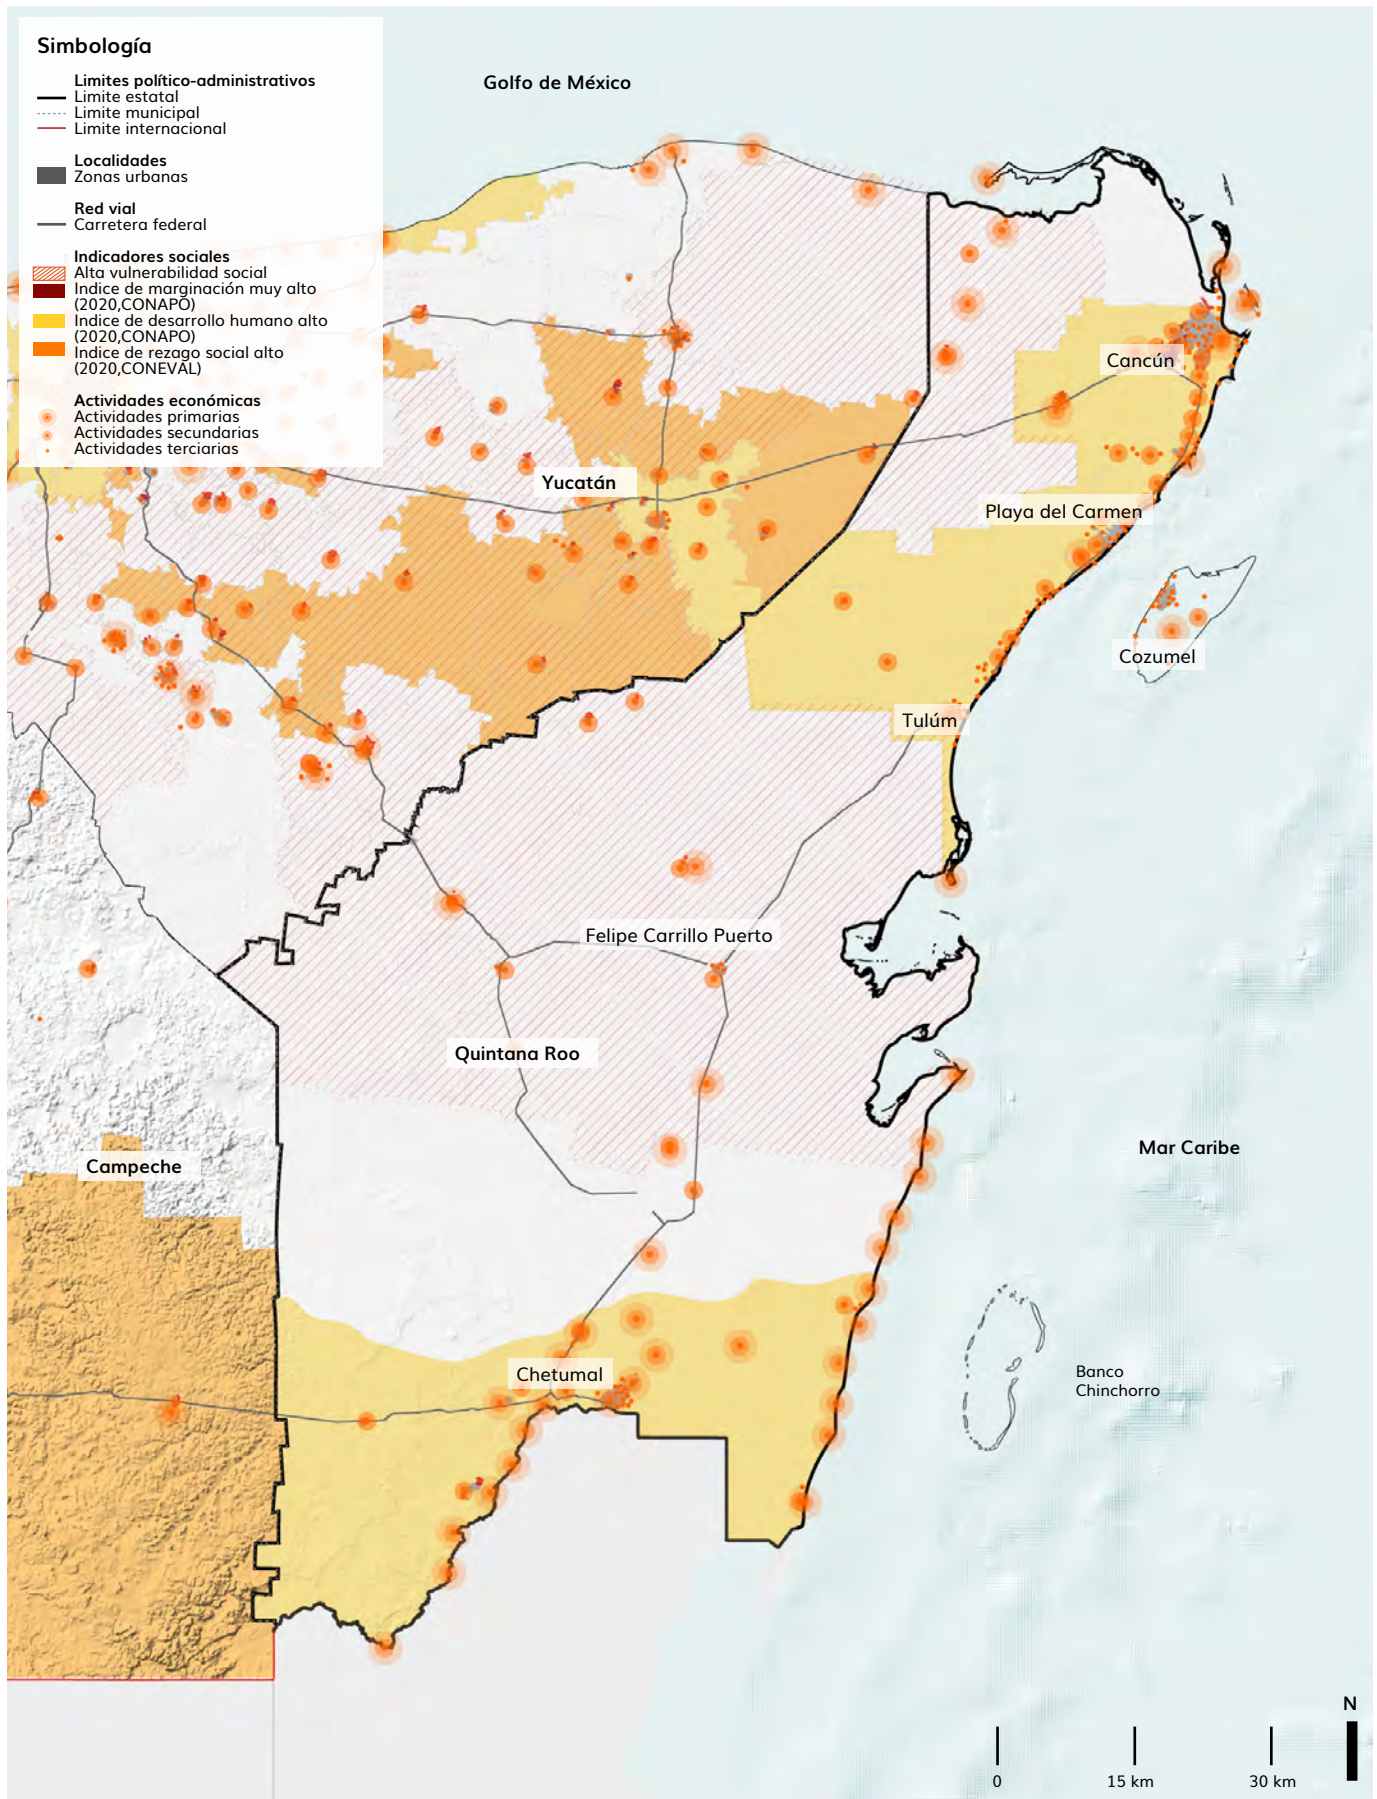 Simbología
Limites político-administrativos
Limite estatal
Limite municipal
Limite internacional
Localidades
Zonas urbanas
Red vial
Carretera federal
Indicadores sociales
Alta vulnerabilidad social
Indice de marginación muy alto
(2020,CONAPO)
Indice de desarrollo humano alto
(2020,CONAPO)
Indice de rezago social alto
(2020,CONEVAL)
Actividades económicas
Actividades primarias
Actividades secundarias
Actividades terciarias
Golfo de México
Cancún
Yucatán
Playa del Carmen
Cozumel
Tulúm
Felipe Carrillo Puerto
Quintana Roo
Campeche
Mar Caribe
Chetumal
Banco
Chinchorro
N
0
15 km
30 km